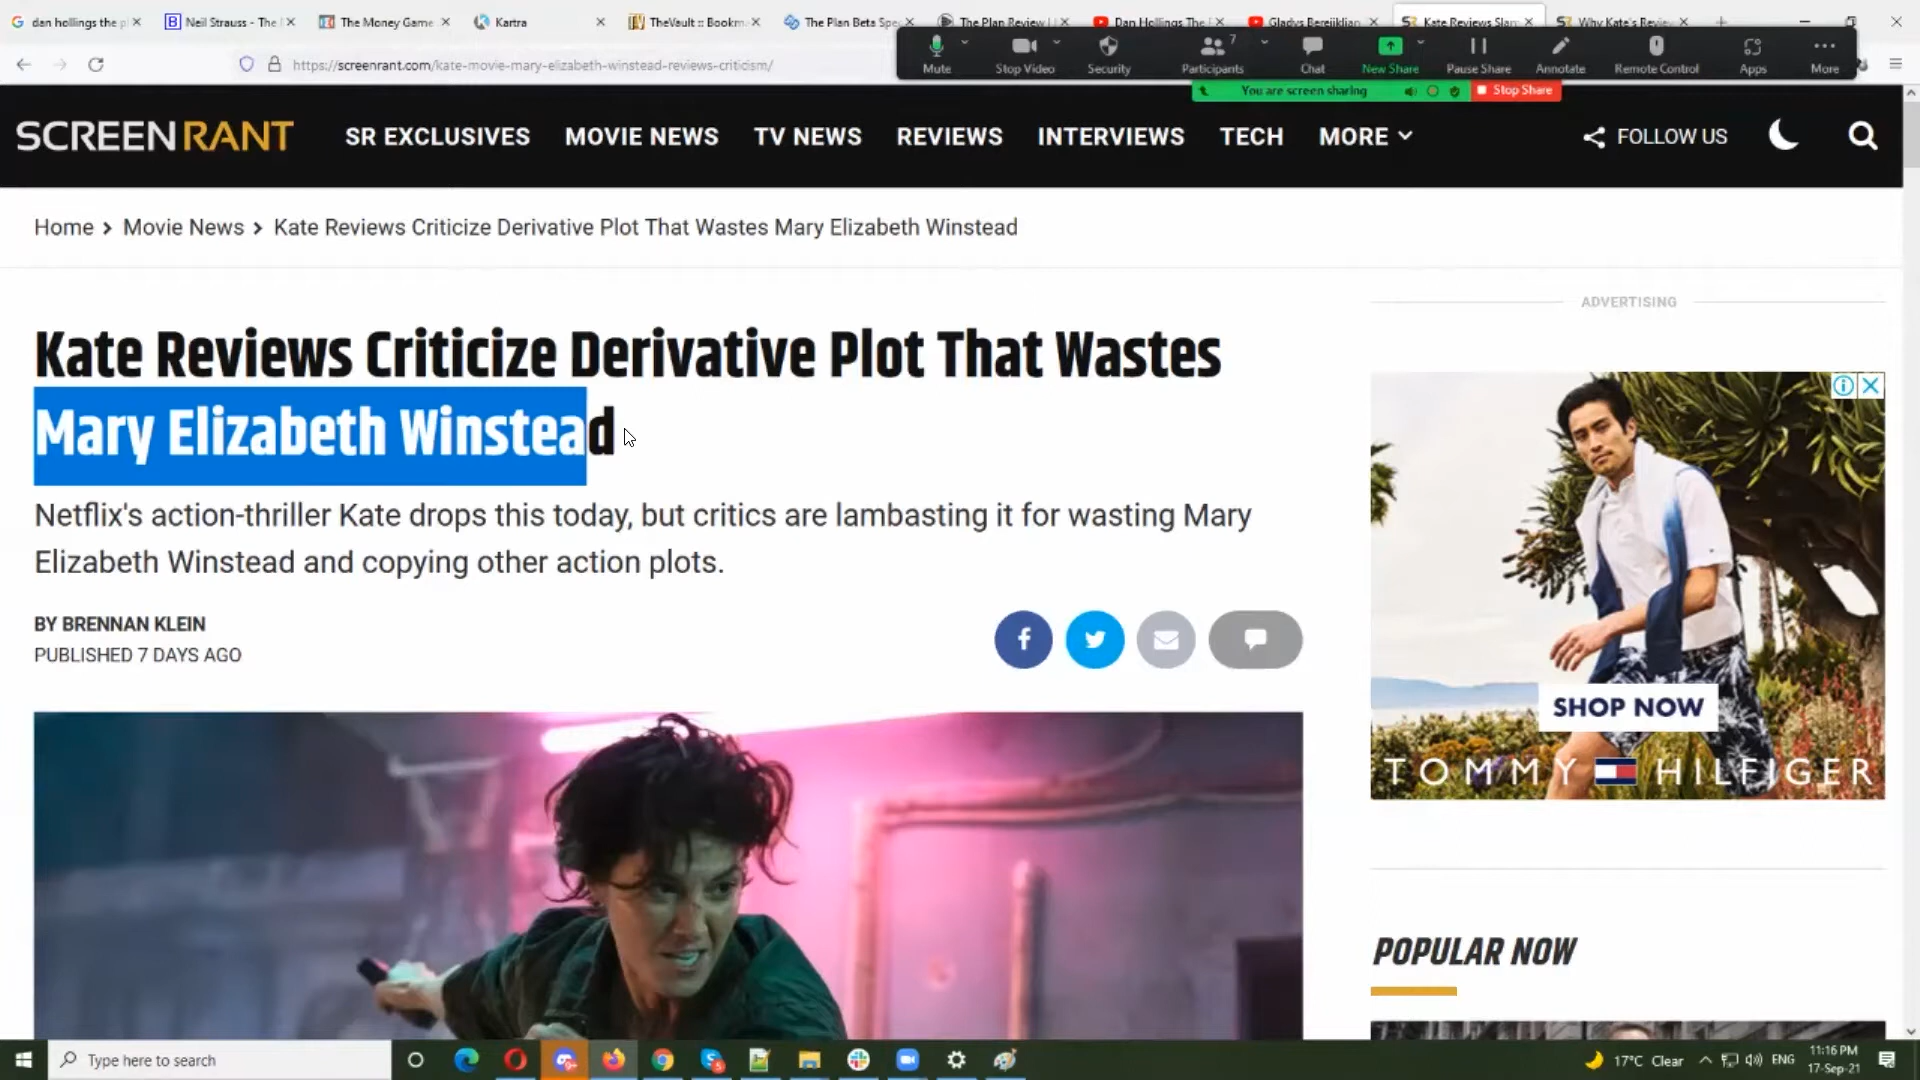 dan hollings the p
Neil Strauss - The
The Money Game
Kartra
TheVault :: Bookm
The Plan Beta Spe
The Plan Review
Dan Hollings The
Gladys Berejiklian
Kate Reviews Slam
Why Kate's Review
https://screenrant.com/kate-movie-mary-elizabeth-winstead-reviews-criticism/
Mute
Stop Video
Security
Participants
7
Chat
New Share
Pause Share
Annotate
Remote Control
Apps
More
You are screen sharing
Stop Share
SCREENRANT
SR EXCLUSIVES
MOVIE NEWS
TV NEWS
REVIEWS
INTERVIEWS
TECH
MORE
FOLLOW US
Home > Movie News > Kate Reviews Criticize Derivative Plot That Wastes Mary Elizabeth Winstead
ADVERTISING
Kate Reviews Criticize Derivative Plot That Wastes
Mary Elizabeth Winstead
Netflix's action-thriller Kate drops this today, but critics are lambasting it for wasting Mary
Elizabeth Winstead and copying other action plots.
BY BRENNAN KLEIN
PUBLISHED 7 DAYS AGO
SHOP NOW
TOMMY HILFIGER
POPULAR NOW
Type here to search
17°C Clear
ENG
11:16 PM
17-Sep-21